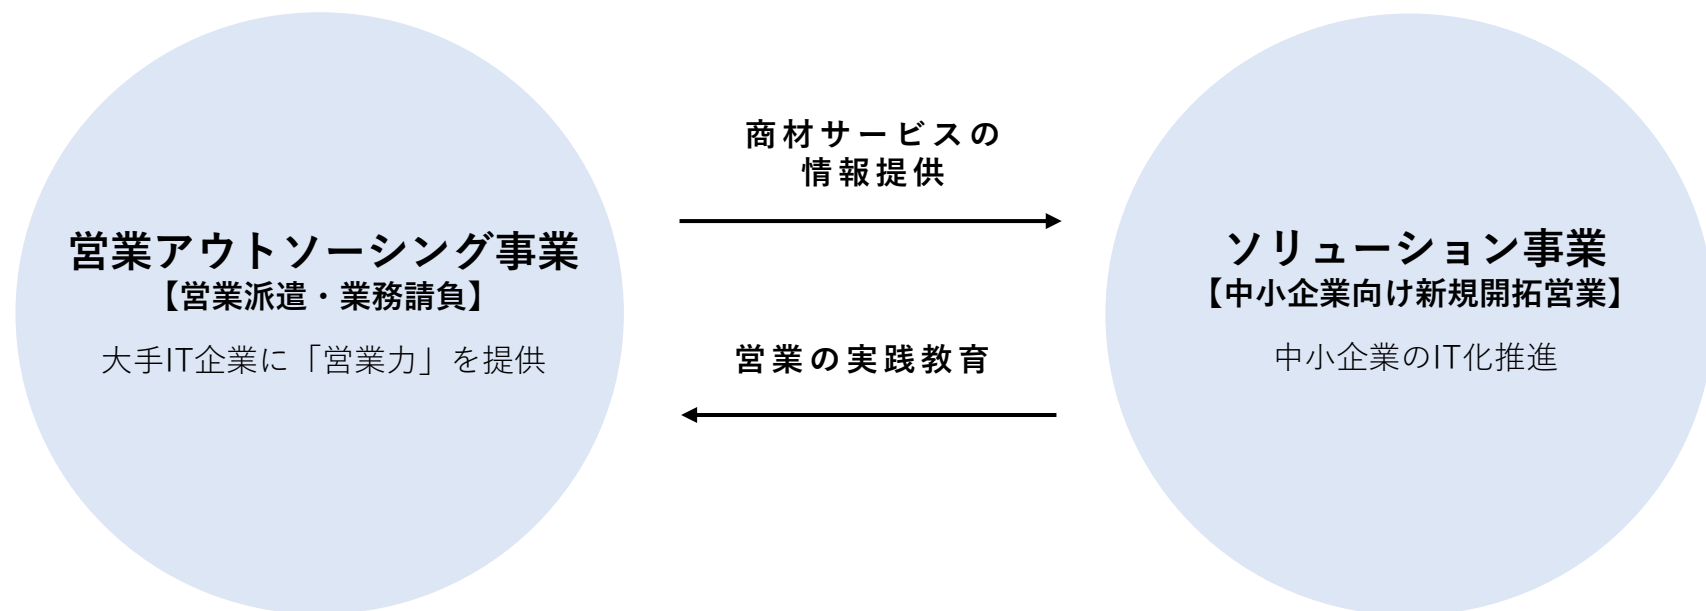 営業アウトソーシング事業
【営業派遣・業務請負】
大手IT企業に「営業力」を提供
商材サービスの
情報提供
営業の実践教育
ソリューション事業
【中小企業向け新規開拓営業】
中小企業のIT化推進